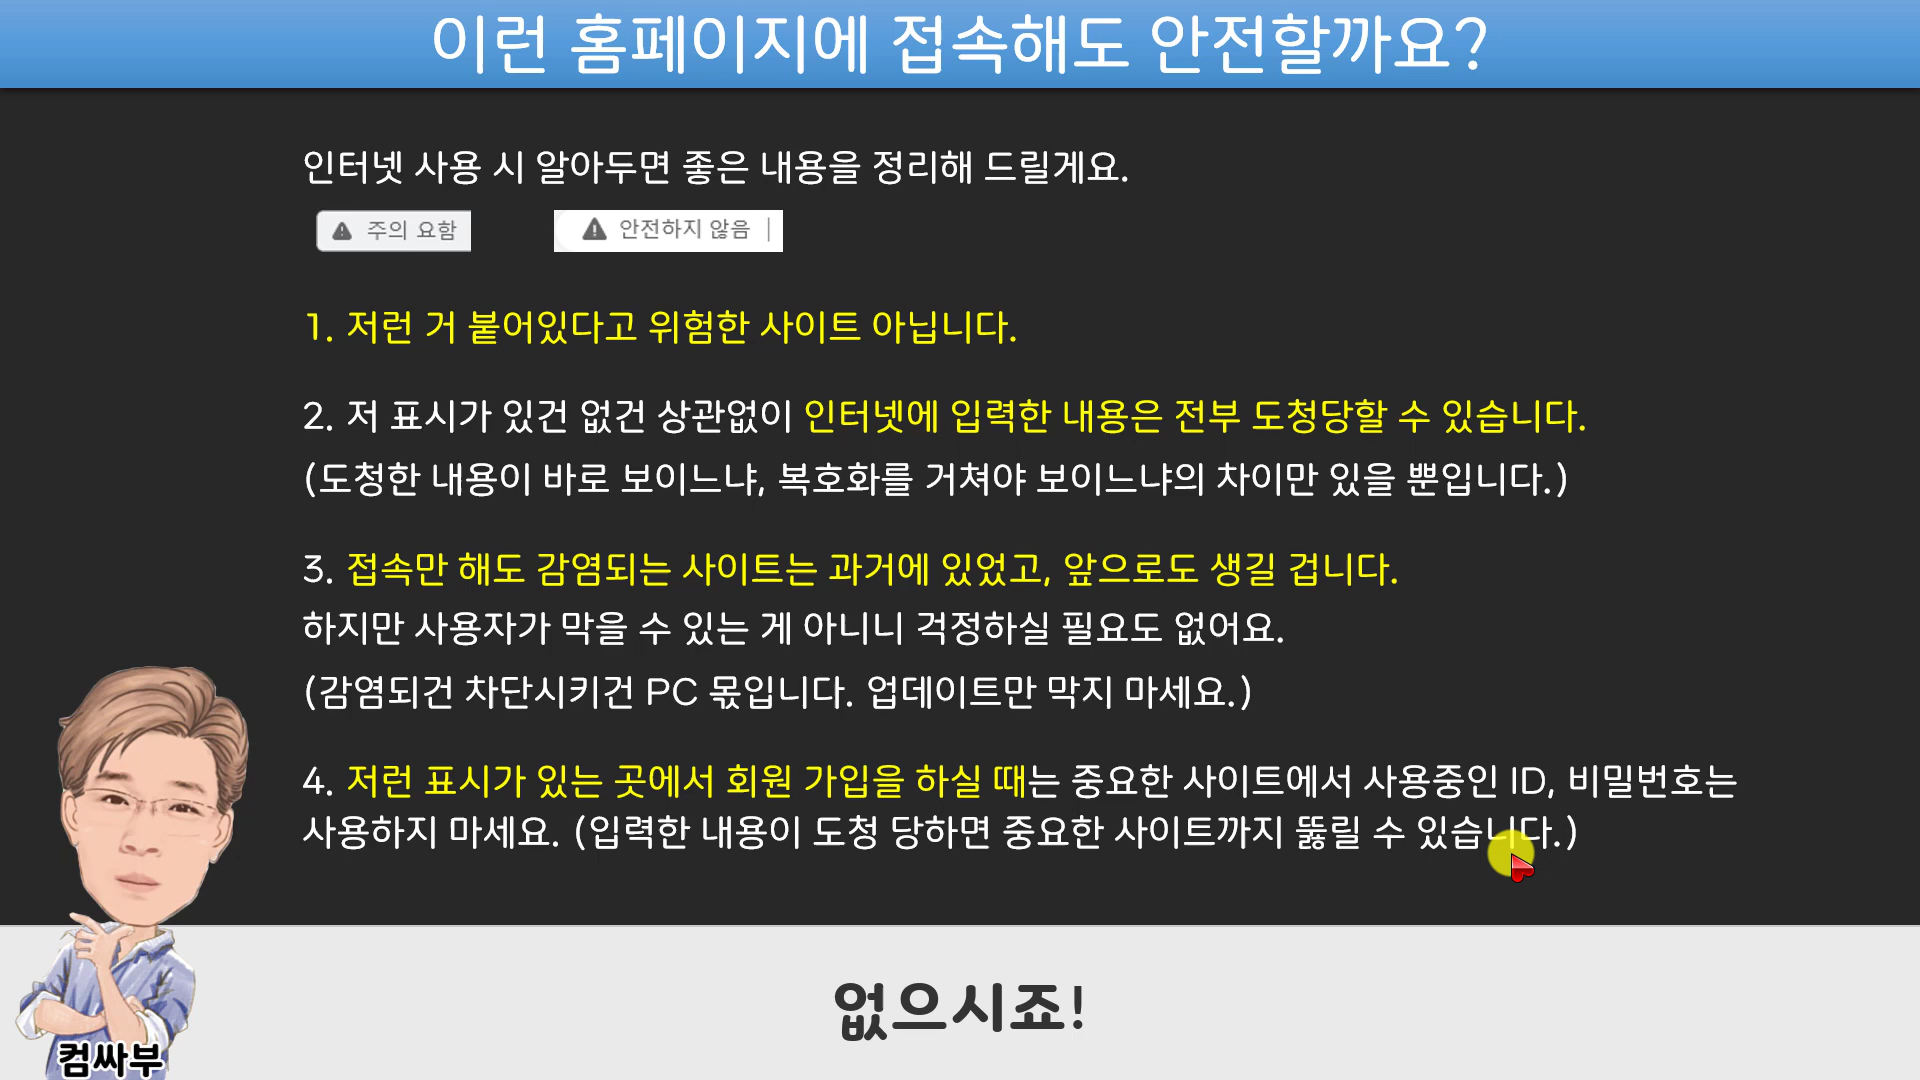 이런 홈페이지에 접속해도 안전할까요?
인터넷 사용 시 알아두면 좋은 내용을 정리해 드릴게요.
주의 요함
안전하지 않음
1. 저런 거 붙어있다고 위험한 사이트 아닙니다.
2. 저 표시가 있건 없건 상관없이 인터넷에 입력한 내용은 전부 도청당할 수 있습니다.
(도청한 내용이 바로 보이느냐, 복호화를 거쳐야 보이느냐의 차이만 있을 뿐입니다.)
3. 접속만 해도 감염되는 사이트는 과거에 있었고, 앞으로도 생길 겁니다.
하지만 사용자가 막을 수 있는 게 아니니 걱정하실 필요도 없어요.
(감염되건 차단시키건 PC 몫입니다. 업데이트만 막지 마세요.)
4. 저런 표시가 있는 곳에서 회원 가입을 하실 때는 중요한 사이트에서 사용중인 ID, 비밀번호는
사용하지 마세요. (입력한 내용이 도청 당하면 중요한 사이트까지 뚫릴 수 있습니다.)
없으시죠!
컴싸부